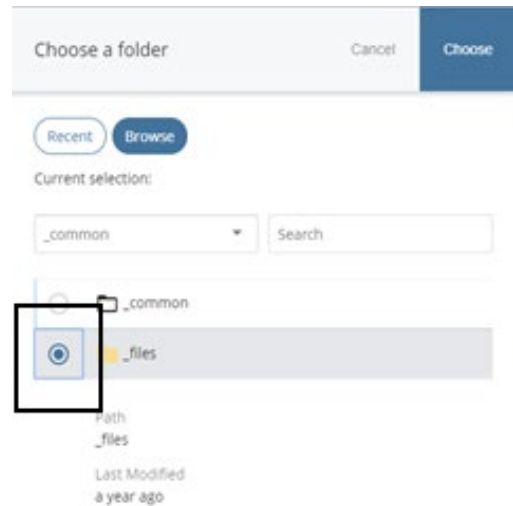 Choose a folder Cancel Choose
Recent Browse
Current selection:
_common Search
_common
_files
Path
_files
Last Modified
a year ago